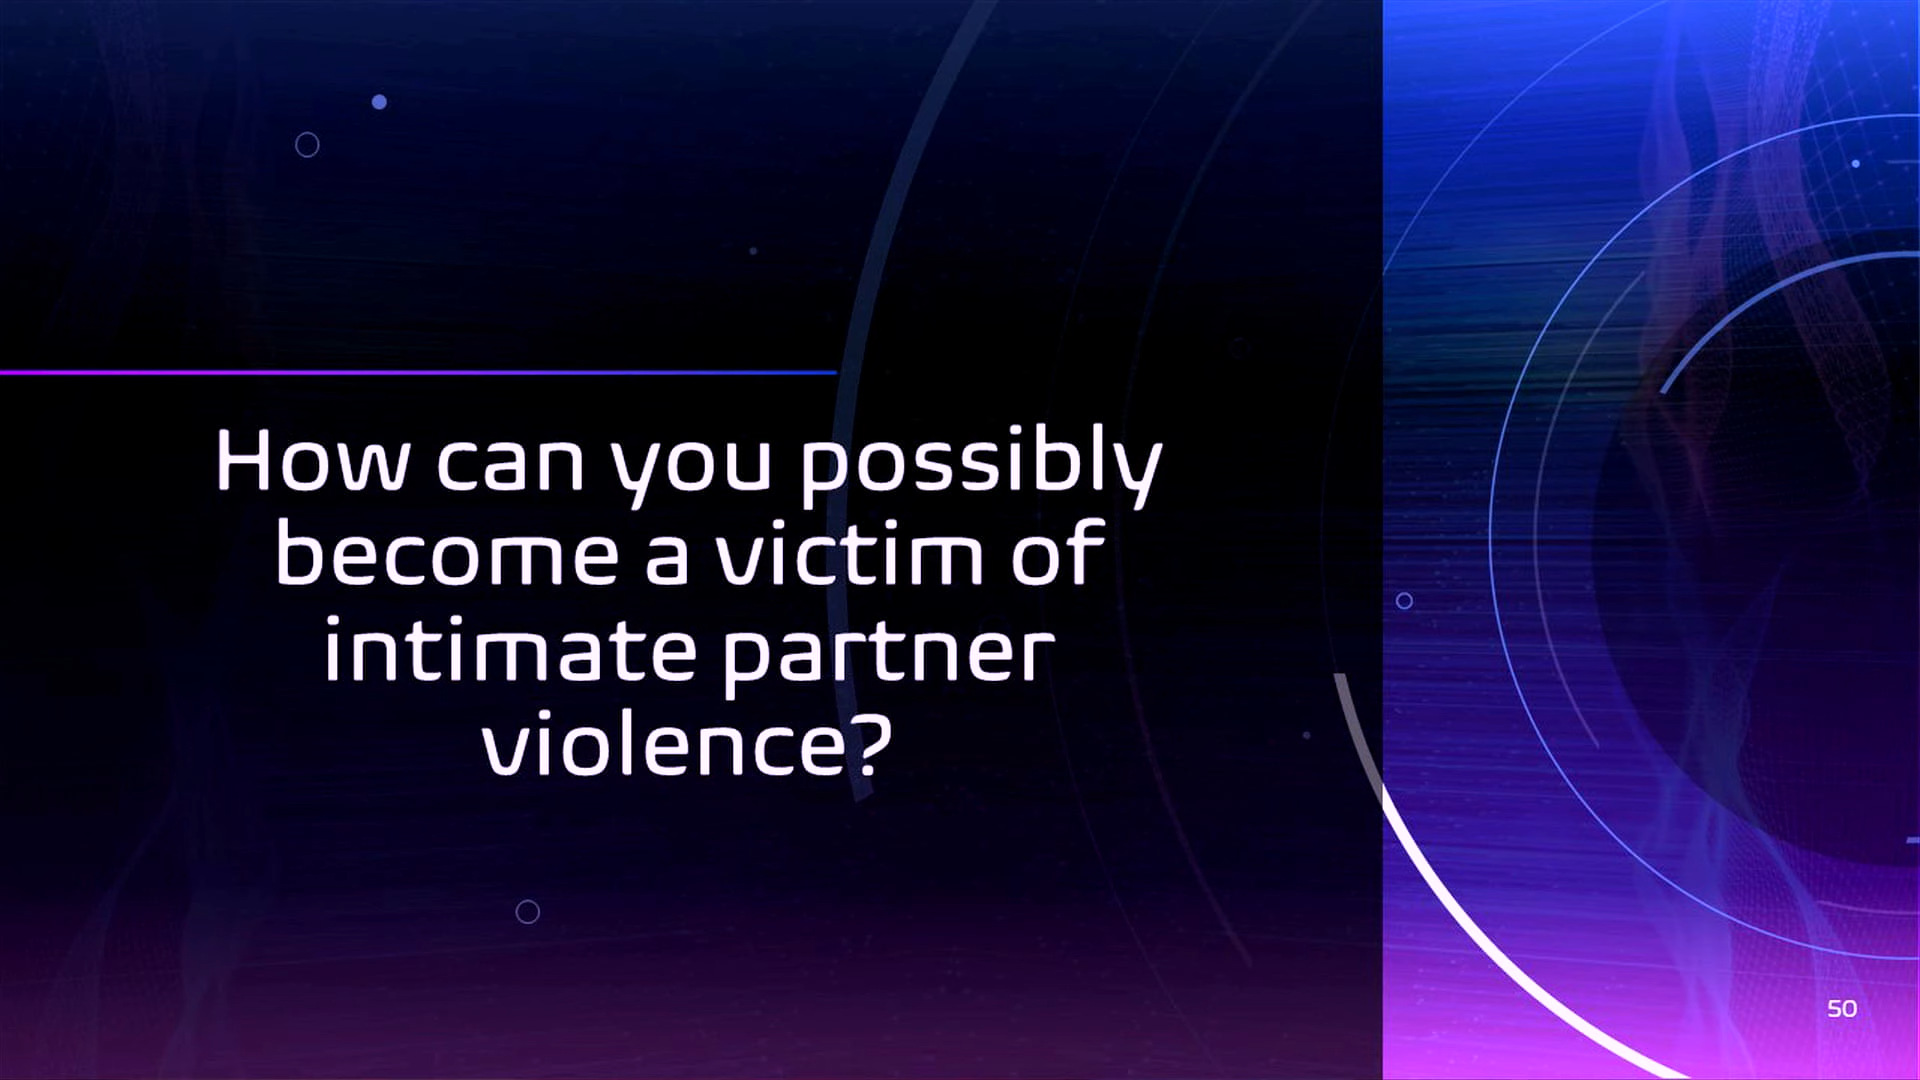 How can you possibly
become a victim of
intimate partner
violence?
50